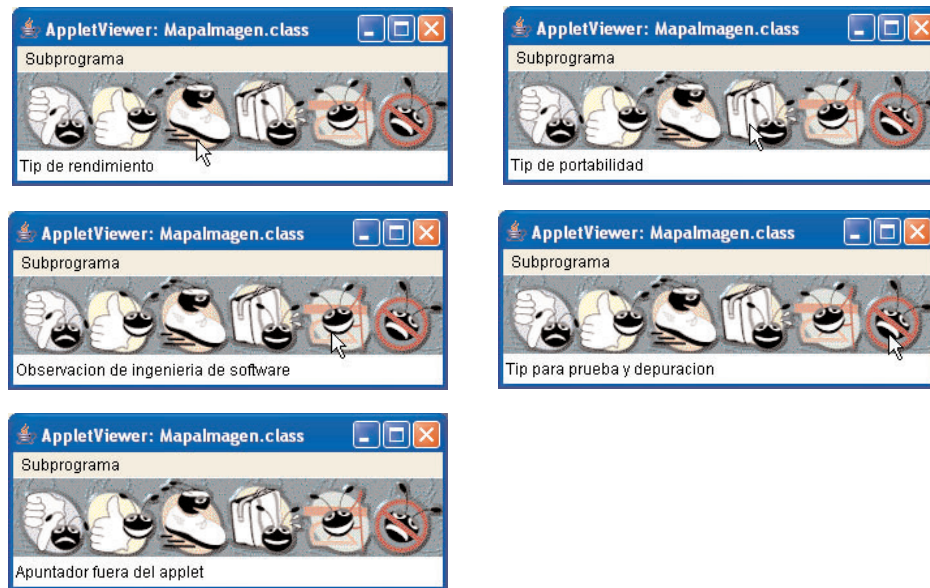 AppletViewer: MapaImagen.class
Subprograma
Tip de rendimiento
AppletViewer: MapaImagen.class
Subprograma
Tip de portabilidad
AppletViewer: MapaImagen.class
Subprograma
Observacion de ingenieria de software
AppletViewer: MapaImagen.class
Subprograma
Tip para prueba y depuracion
AppletViewer: MapaImagen.class
Subprograma
Apuntador fuera del applet